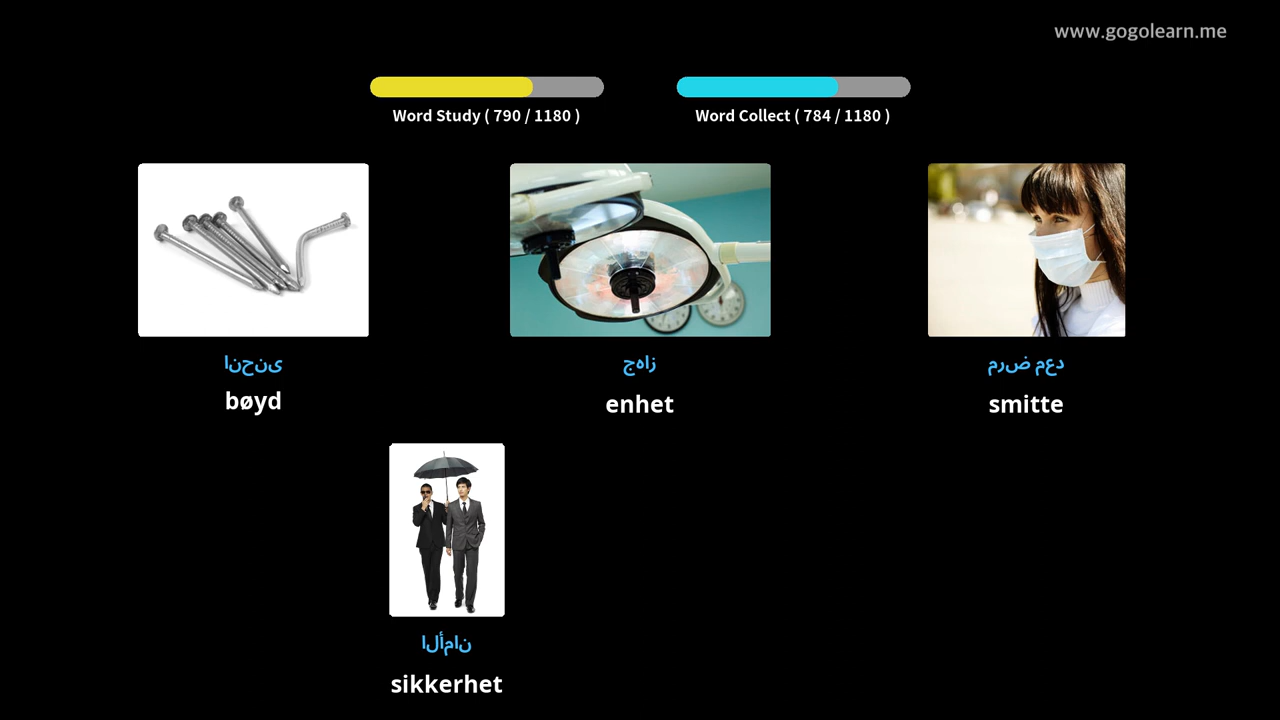 www.gogolearn.me
Word Study ( 790 / 1180 )
Word Collect ( 784 / 1180 )
انحنى
جهاز
مرض معد
bøyd
enhet
smitte
الأمان
sikkerhet